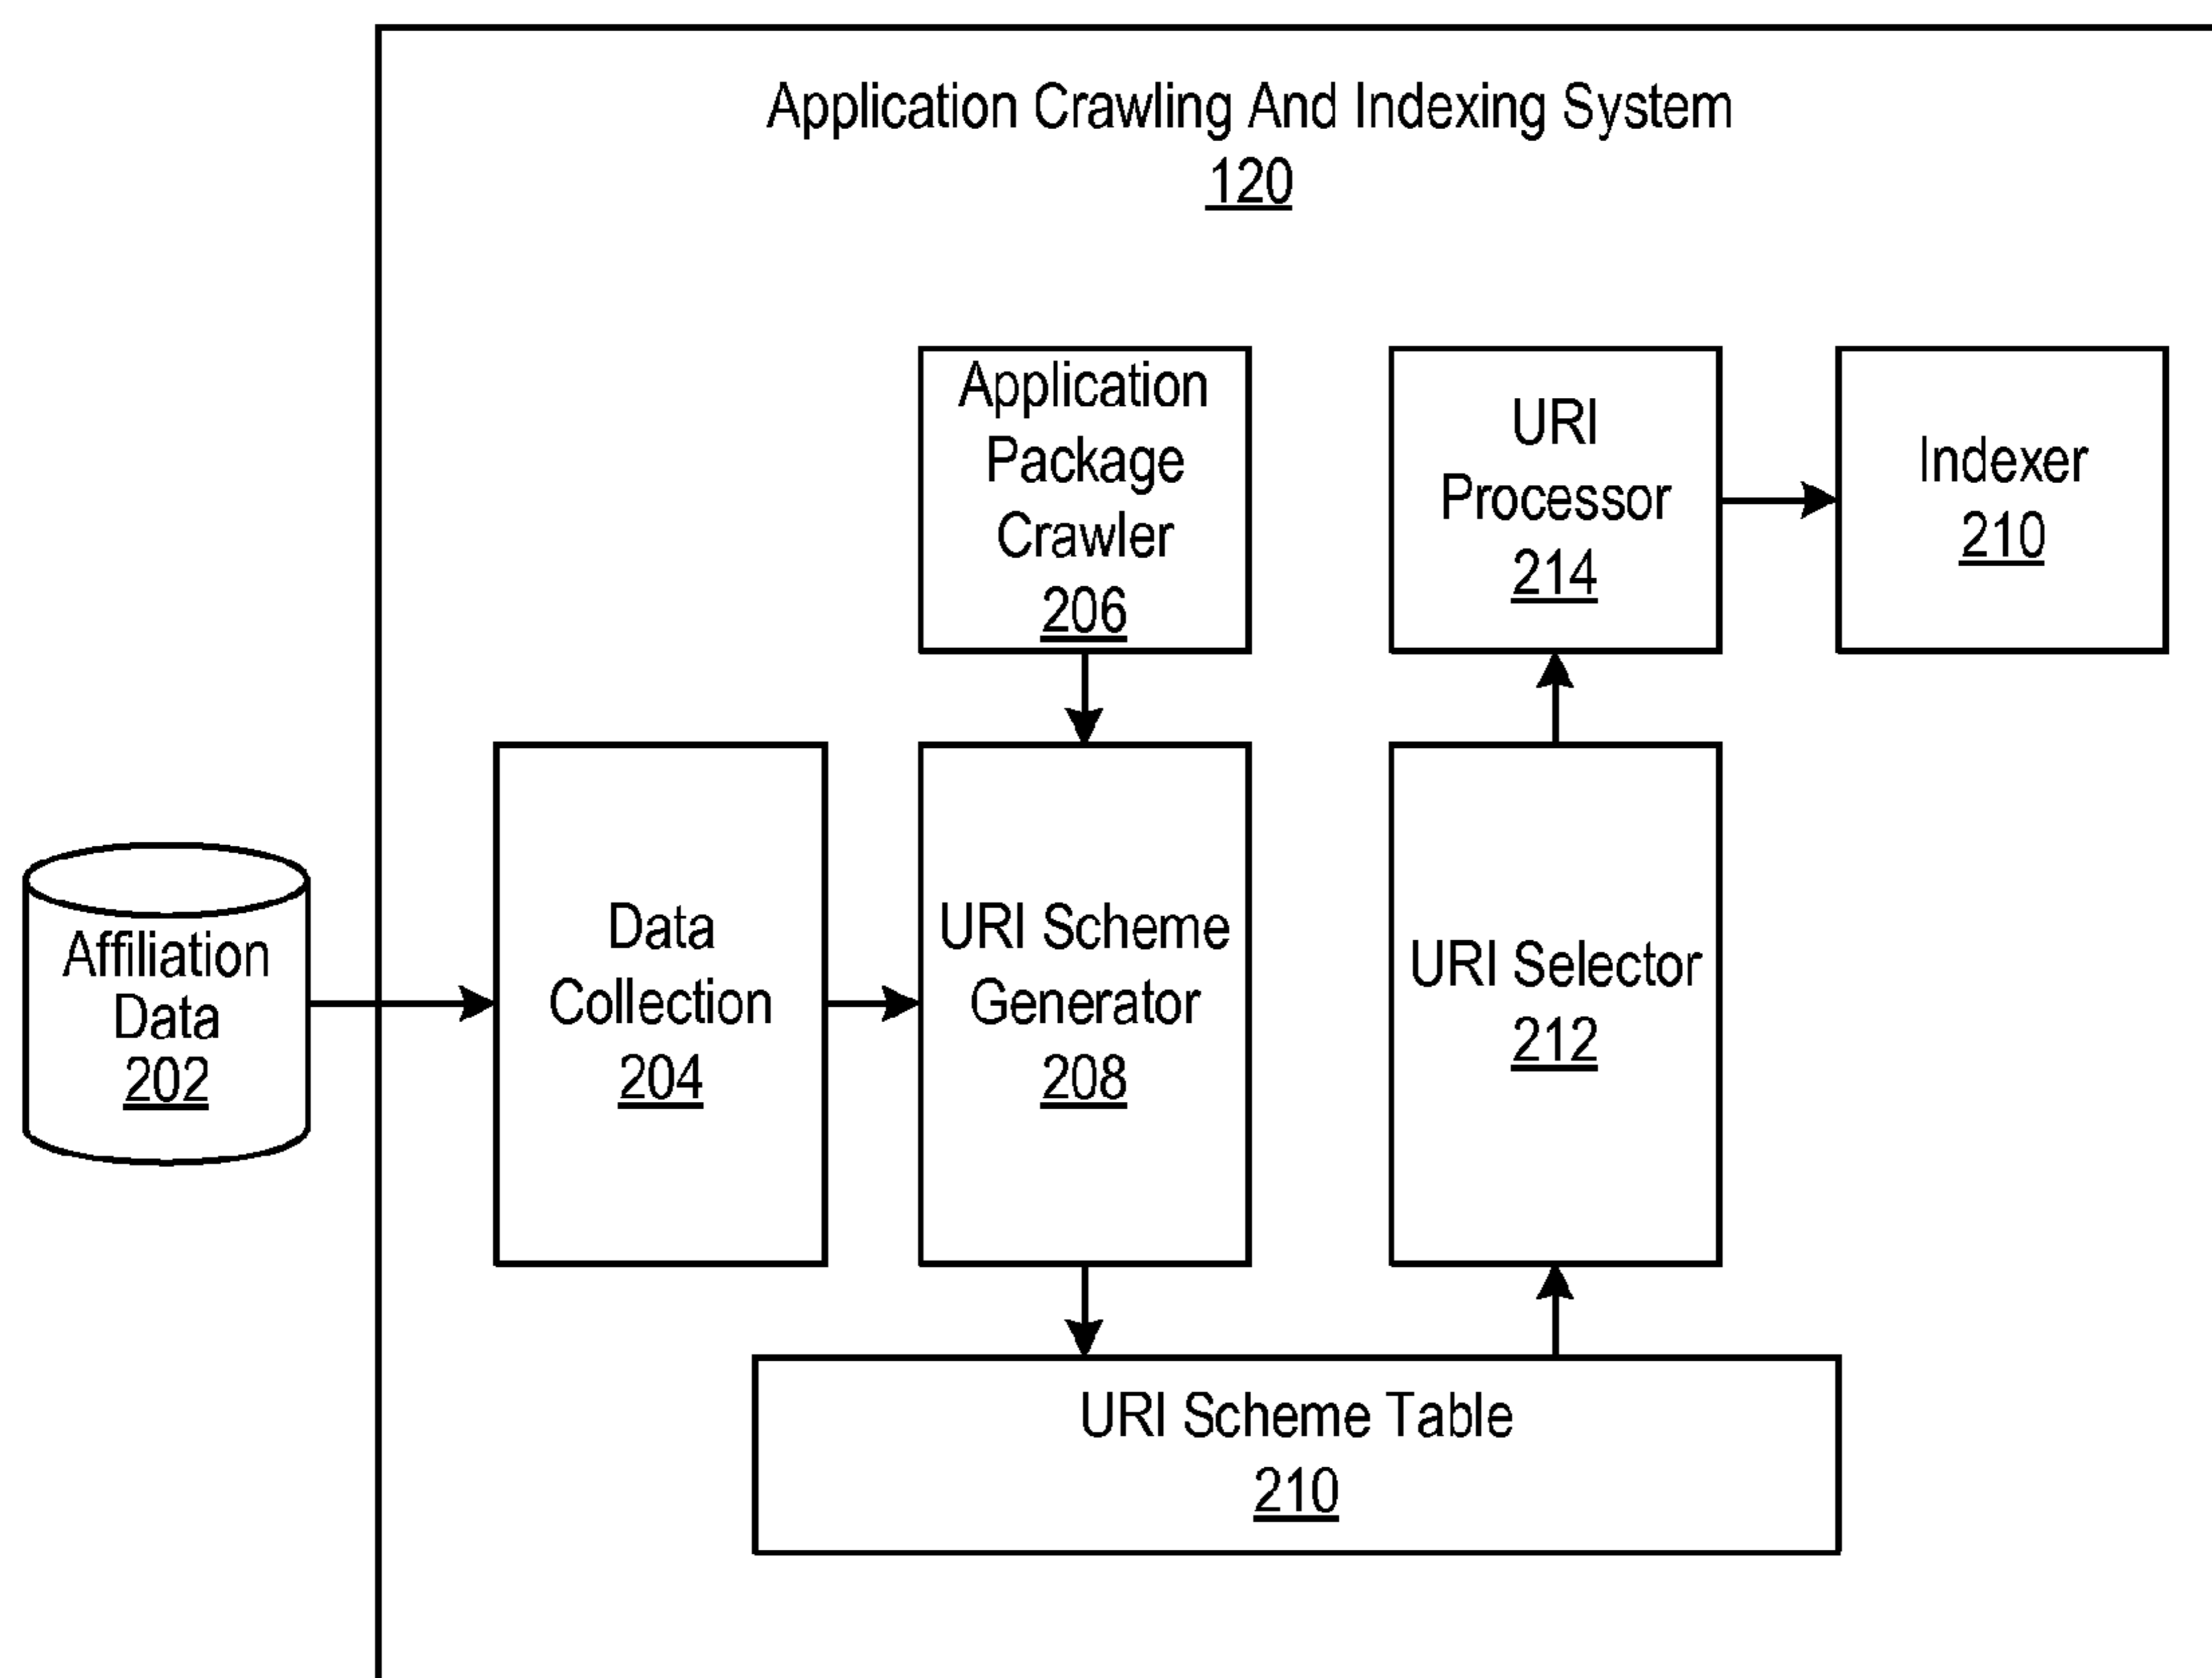 Application Crawling And Indexing System
120
Application
Package
Crawler
206
URI
Processor
214
Indexer
210
Affiliation
Data
202
Data
Collection
204
URI Scheme
Generator
208
URI Selector
212
URI Scheme Table
210